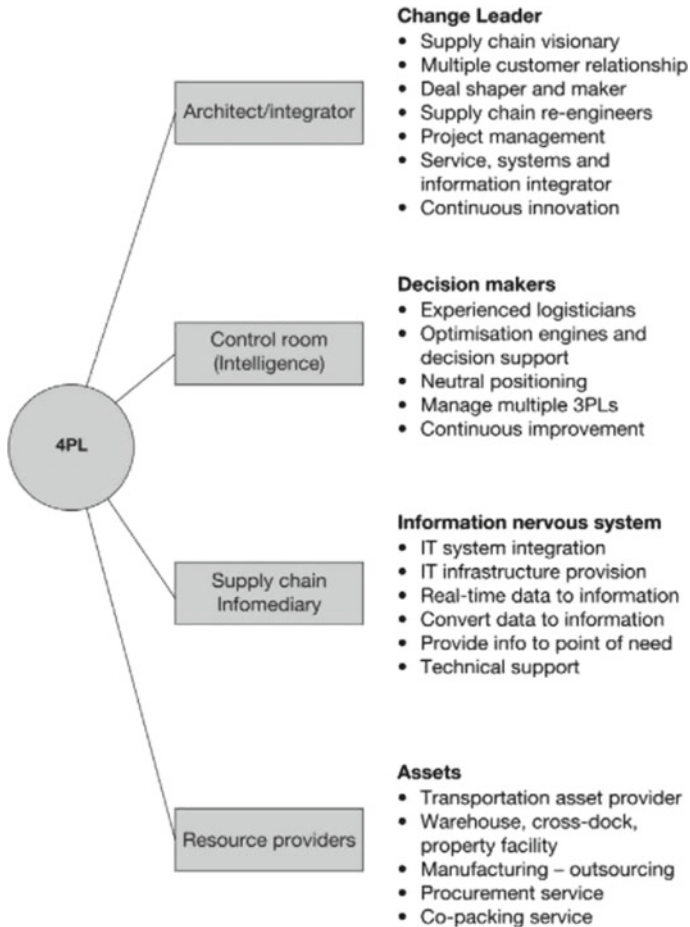 Change Leader
• Supply chain visionary
• Multiple customer relationship
• Deal shaper and maker
• Supply chain re-engineers
• Project management
• Service, systems and
information integrator
• Continuous innovation
Architect/integrator
Decision makers
• Experienced logisticians
• Optimisation engines and
decision support
• Neutral positioning
• Manage multiple 3PLs
• Continuous improvement
Control room
(Intelligence)
4PL
Information nervous system
• IT system integration
• IT infrastructure provision
• Real-time data to information
• Convert data to information
• Provide info to point of need
• Technical support
Supply chain
Infomediary
Assets
• Transportation asset provider
• Warehouse, cross-dock,
property facility
• Manufacturing – outsourcing
• Procurement service
• Co-packing service
Resource providers